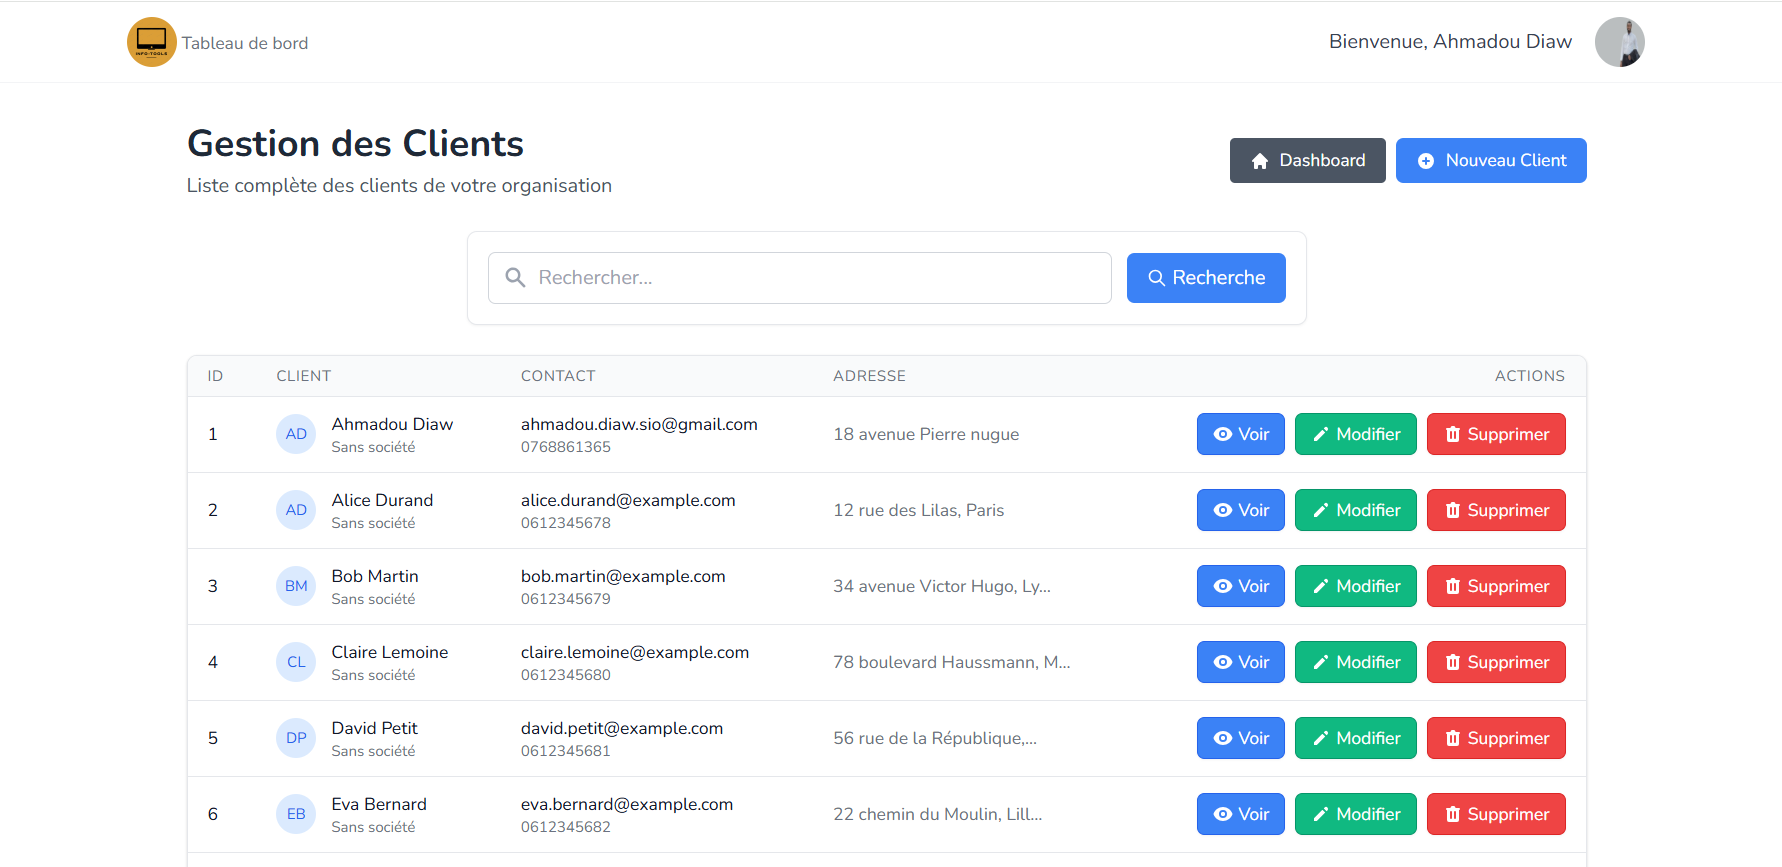 INFO-TOOLS
Tableau de bord
Bienvenue, Ahmadou Diaw
Gestion des Clients
Liste complète des clients de votre organisation
Dashboard
Nouveau Client
Rechercher...
Recherche
ID CLIENT CONTACT ADRESSE ACTIONS
1 AD Ahmadou Diaw ahmadou.diaw.sio@gmail.com 18 avenue Pierre nugue Voir Modifier Supprimer
Sans société 0768861365
2 AD Alice Durand alice.durand@example.com 12 rue des Lilas, Paris Voir Modifier Supprimer
Sans société 0612345678
3 BM Bob Martin bob.martin@example.com 34 avenue Victor Hugo, Ly... Voir Modifier Supprimer
Sans société 0612345679
4 CL Claire Lemoine claire.lemoine@example.com 78 boulevard Haussmann, M... Voir Modifier Supprimer
Sans société 0612345680
5 DP David Petit david.petit@example.com 56 rue de la République,... Voir Modifier Supprimer
Sans société 0612345681
6 EB Eva Bernard eva.bernard@example.com 22 chemin du Moulin, Lill... Voir Modifier Supprimer
Sans société 0612345682